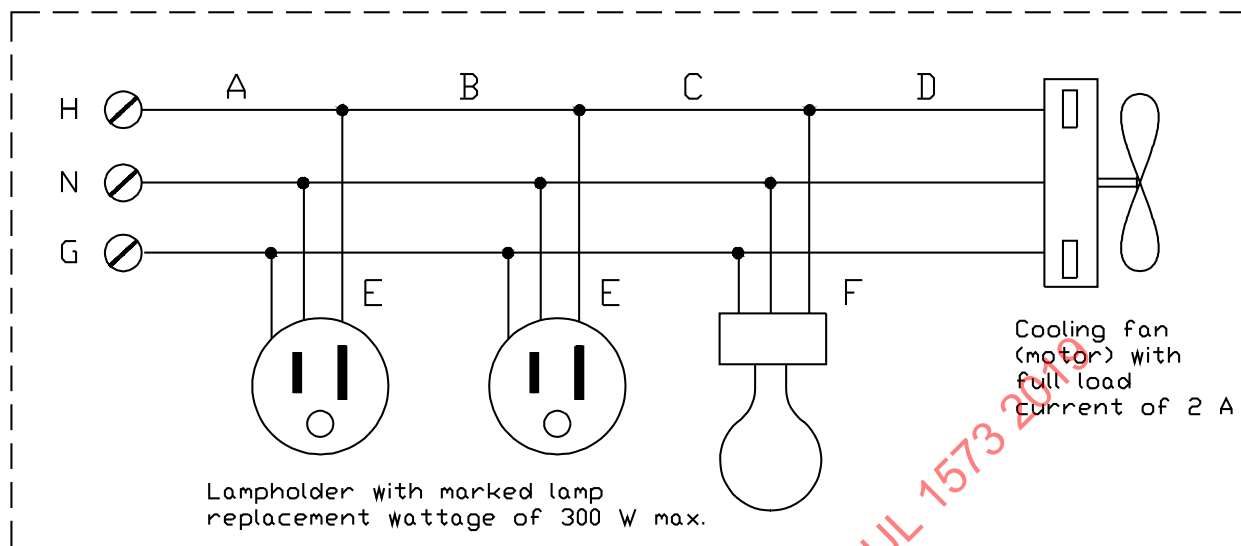 A B C D
H
N
G
E E F
Cooling fan
(motor) with
full load
current of 2 A
Lampholder with marked lamp
replacement wattage of 300 W max.
UL 1573 2019